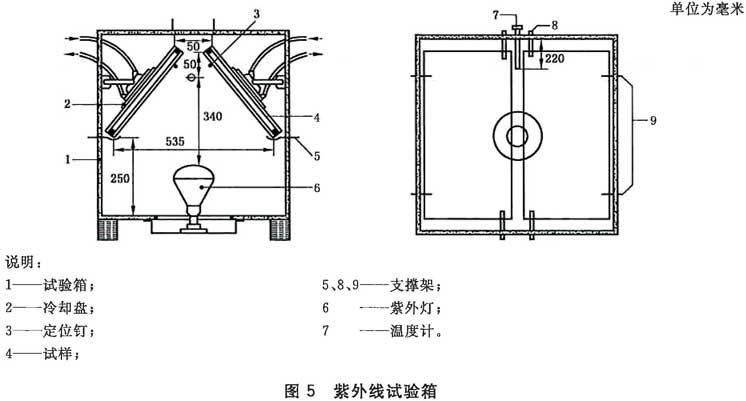 单位为毫米
3
7
8
50
50
220
2
340
4
9
1
535
5
250
6
说明：
1——试验箱；
5、8、9——支撑架；
2——冷却盘；
6 ——紫外灯；
3——定位钉；
7 ——温度计。
4——试样；
图 5 紫外线试验箱